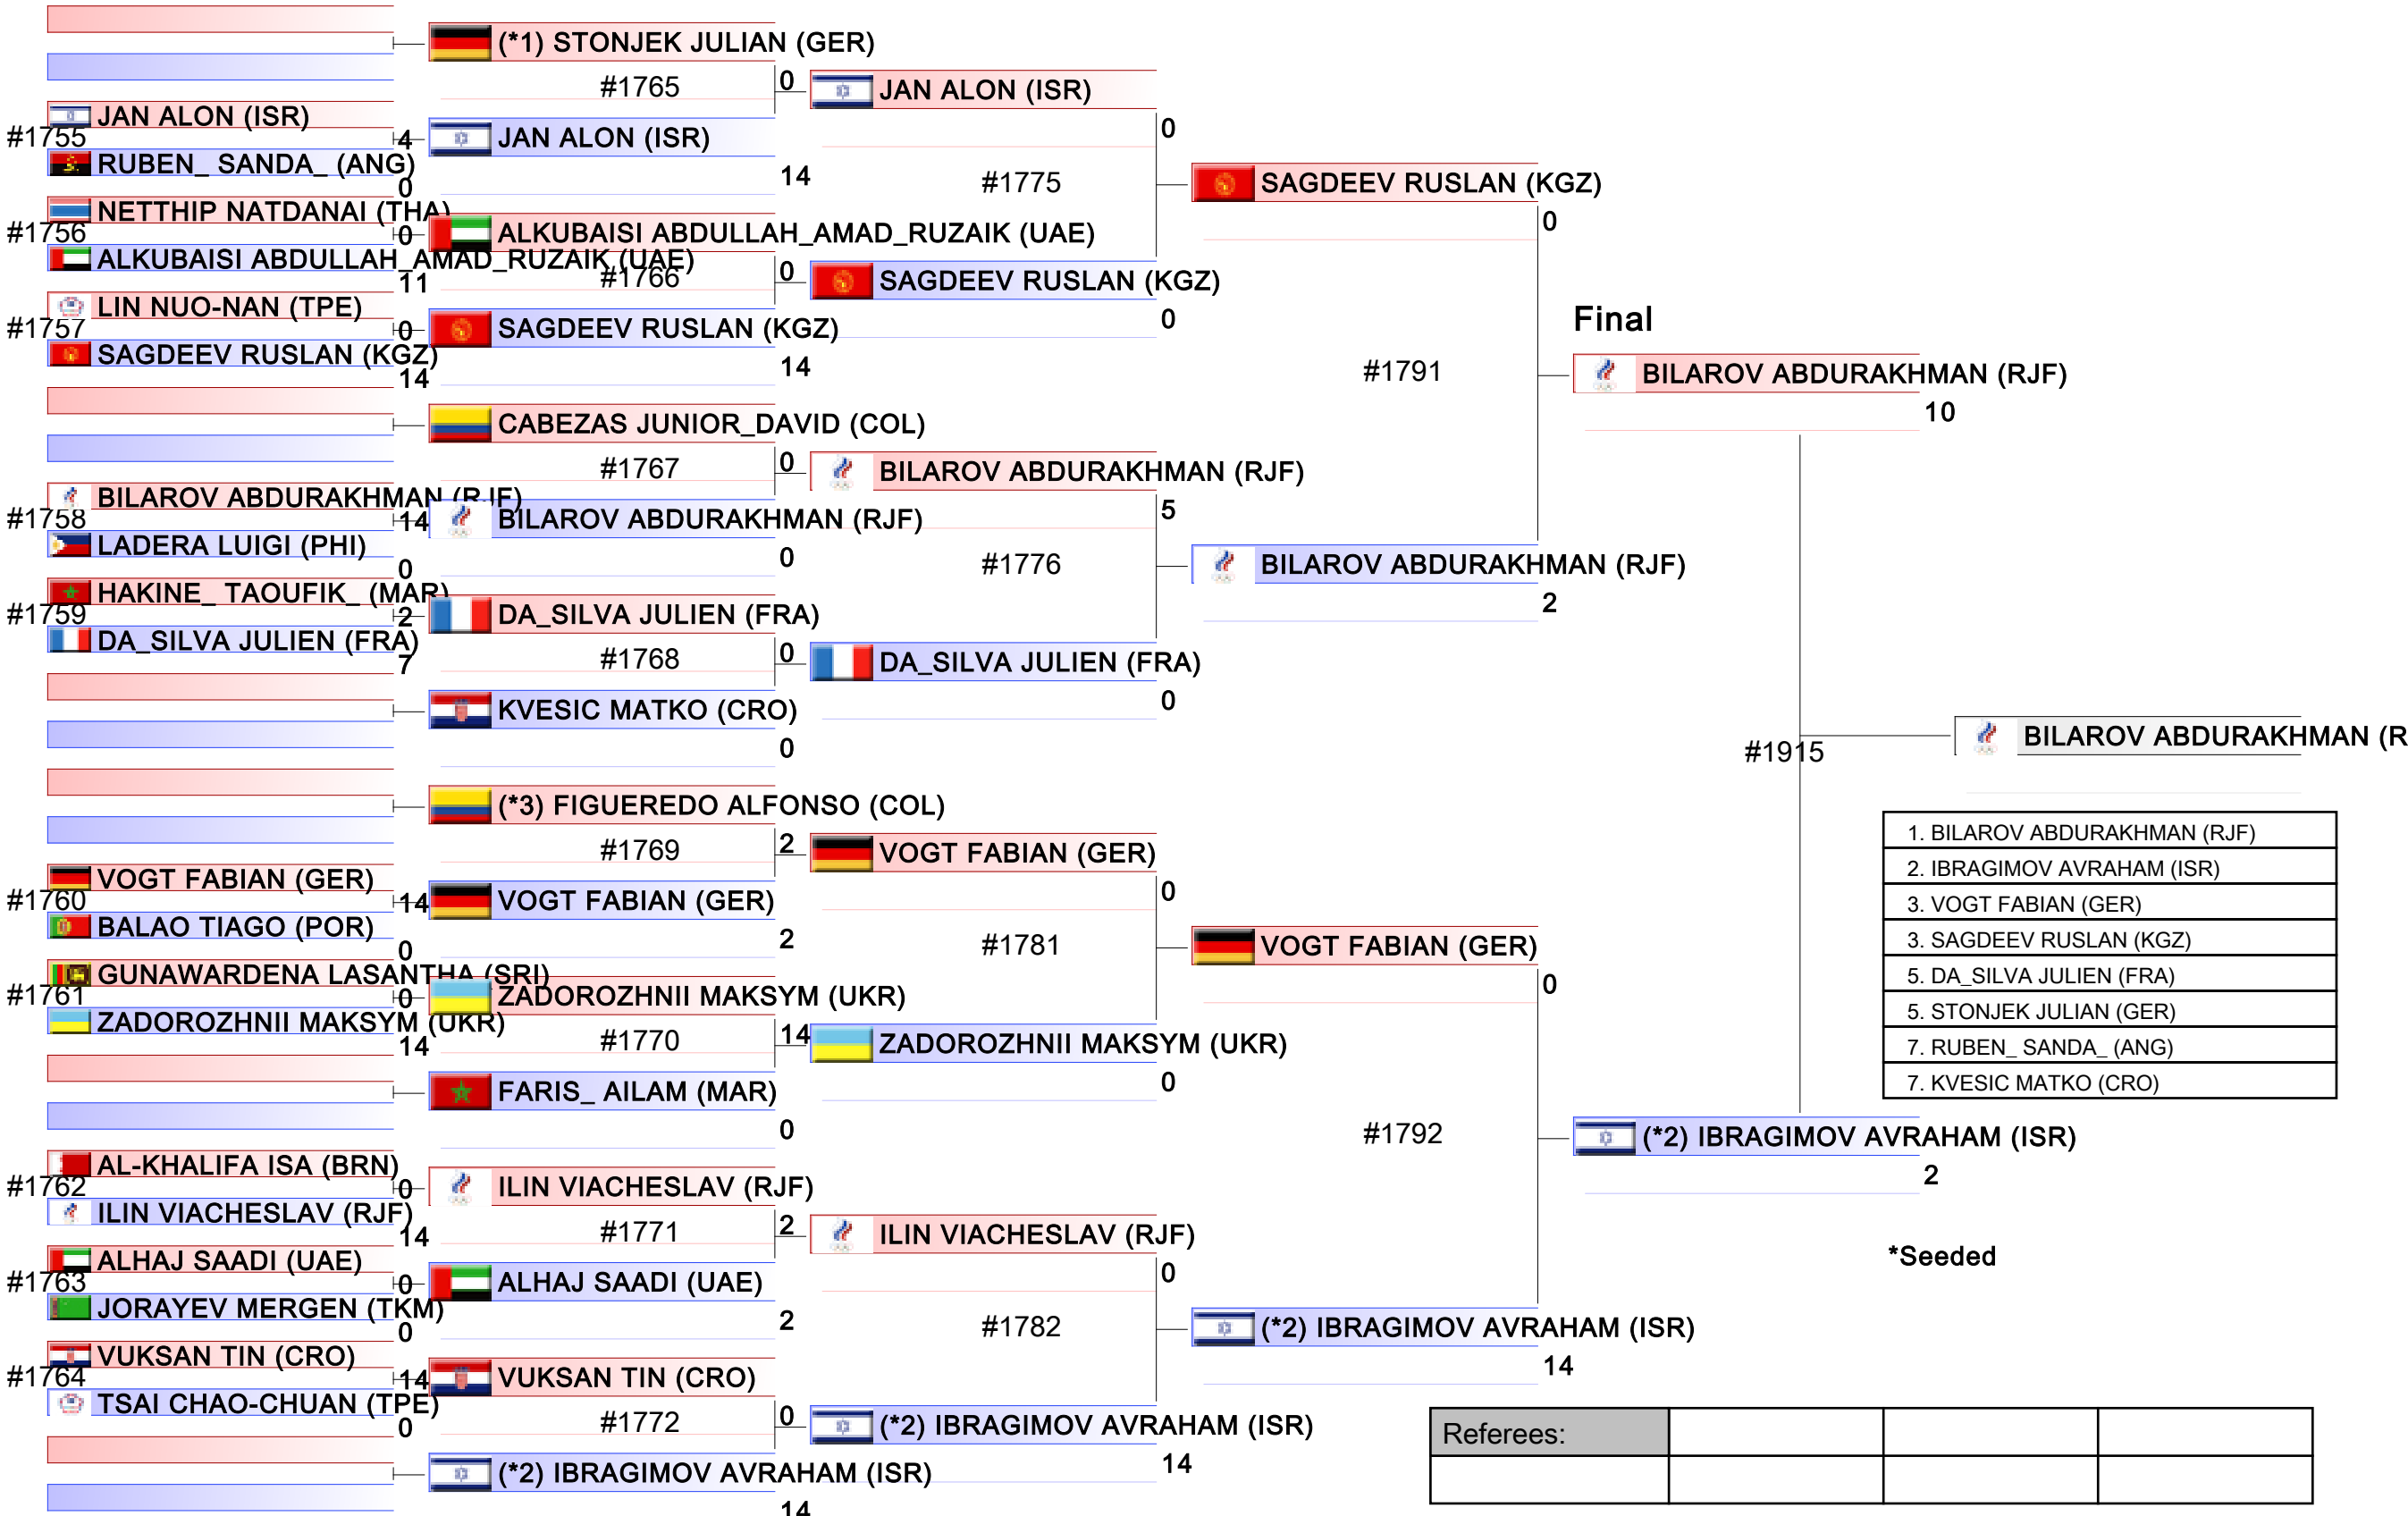 (*1) STONJEK JULIAN (GER)
#1765
0
JAN ALON (ISR)
JAN ALON (ISR)
#1755
4
JAN ALON (ISR)
0
RUBEN_ SANDA_ (ANG)
0
14
#1775
SAGDEEV RUSLAN (KGZ)
NETTHIP NATDANAI (THA)
#1756
0
ALKUBAISI ABDULLAH_AMAD_RUZAIK (UAE)
0
ALKUBAISI ABDULLAH_AMAD_RUZAIK (UAE)
11
#1766
0
SAGDEEV RUSLAN (KGZ)
LIN NUO-NAN (TPE)
#1757
0
SAGDEEV RUSLAN (KGZ)
0
Final
SAGDEEV RUSLAN (KGZ)
14
14
#1791
BILAROV ABDURAKHMAN (RJF)
10
CABEZAS JUNIOR_DAVID (COL)
#1767
0
BILAROV ABDURAKHMAN (RJF)
BILAROV ABDURAKHMAN (RJF)
#1758
14
BILAROV ABDURAKHMAN (RJF)
5
LADERA LUIGI (PHI)
0
0
#1776
BILAROV ABDURAKHMAN (RJF)
HAKINE_ TAOUFIK_ (MAR)
#1759
2
DA_SILVA JULIEN (FRA)
2
DA_SILVA JULIEN (FRA)
7
#1768
0
DA_SILVA JULIEN (FRA)
KVESIC MATKO (CRO)
0
0
#1915
BILAROV ABDURAKHMAN (R
(*3) FIGUEREDO ALFONSO (COL)
#1769
2
VOGT FABIAN (GER)
1. BILAROV ABDURAKHMAN (RJF)
2. IBRAGIMOV AVRAHAM (ISR)
3. VOGT FABIAN (GER)
3. SAGDEEV RUSLAN (KGZ)
5. DA_SILVA JULIEN (FRA)
5. STONJEK JULIAN (GER)
7. RUBEN_ SANDA_ (ANG)
7. KVESIC MATKO (CRO)
VOGT FABIAN (GER)
#1760
14
VOGT FABIAN (GER)
0
BALAO TIAGO (POR)
0
2
#1781
VOGT FABIAN (GER)
GUNAWARDENA LASANTHA (SRI)
#1761
0
ZADOROZHNII MAKSYM (UKR)
0
ZADOROZHNII MAKSYM (UKR)
14
#1770
14
ZADOROZHNII MAKSYM (UKR)
FARIS_ AILAM (MAR)
0
0
#1792
(*2) IBRAGIMOV AVRAHAM (ISR)
2
AL-KHALIFA ISA (BRN)
#1762
0
ILIN VIACHESLAV (RJF)
ILIN VIACHESLAV (RJF)
14
#1771
2
ILIN VIACHESLAV (RJF)
*Seeded
ALHAJ SAADI (UAE)
#1763
0
ALHAJ SAADI (UAE)
0
JORAYEV MERGEN (TKM)
0
2
#1782
(*2) IBRAGIMOV AVRAHAM (ISR)
VUKSAN TIN (CRO)
#1764
14
VUKSAN TIN (CRO)
14
TSAI CHAO-CHUAN (TPE)
0
#1772
0
(*2) IBRAGIMOV AVRAHAM (ISR)
Referees:
(*2) IBRAGIMOV AVRAHAM (ISR)
14
14